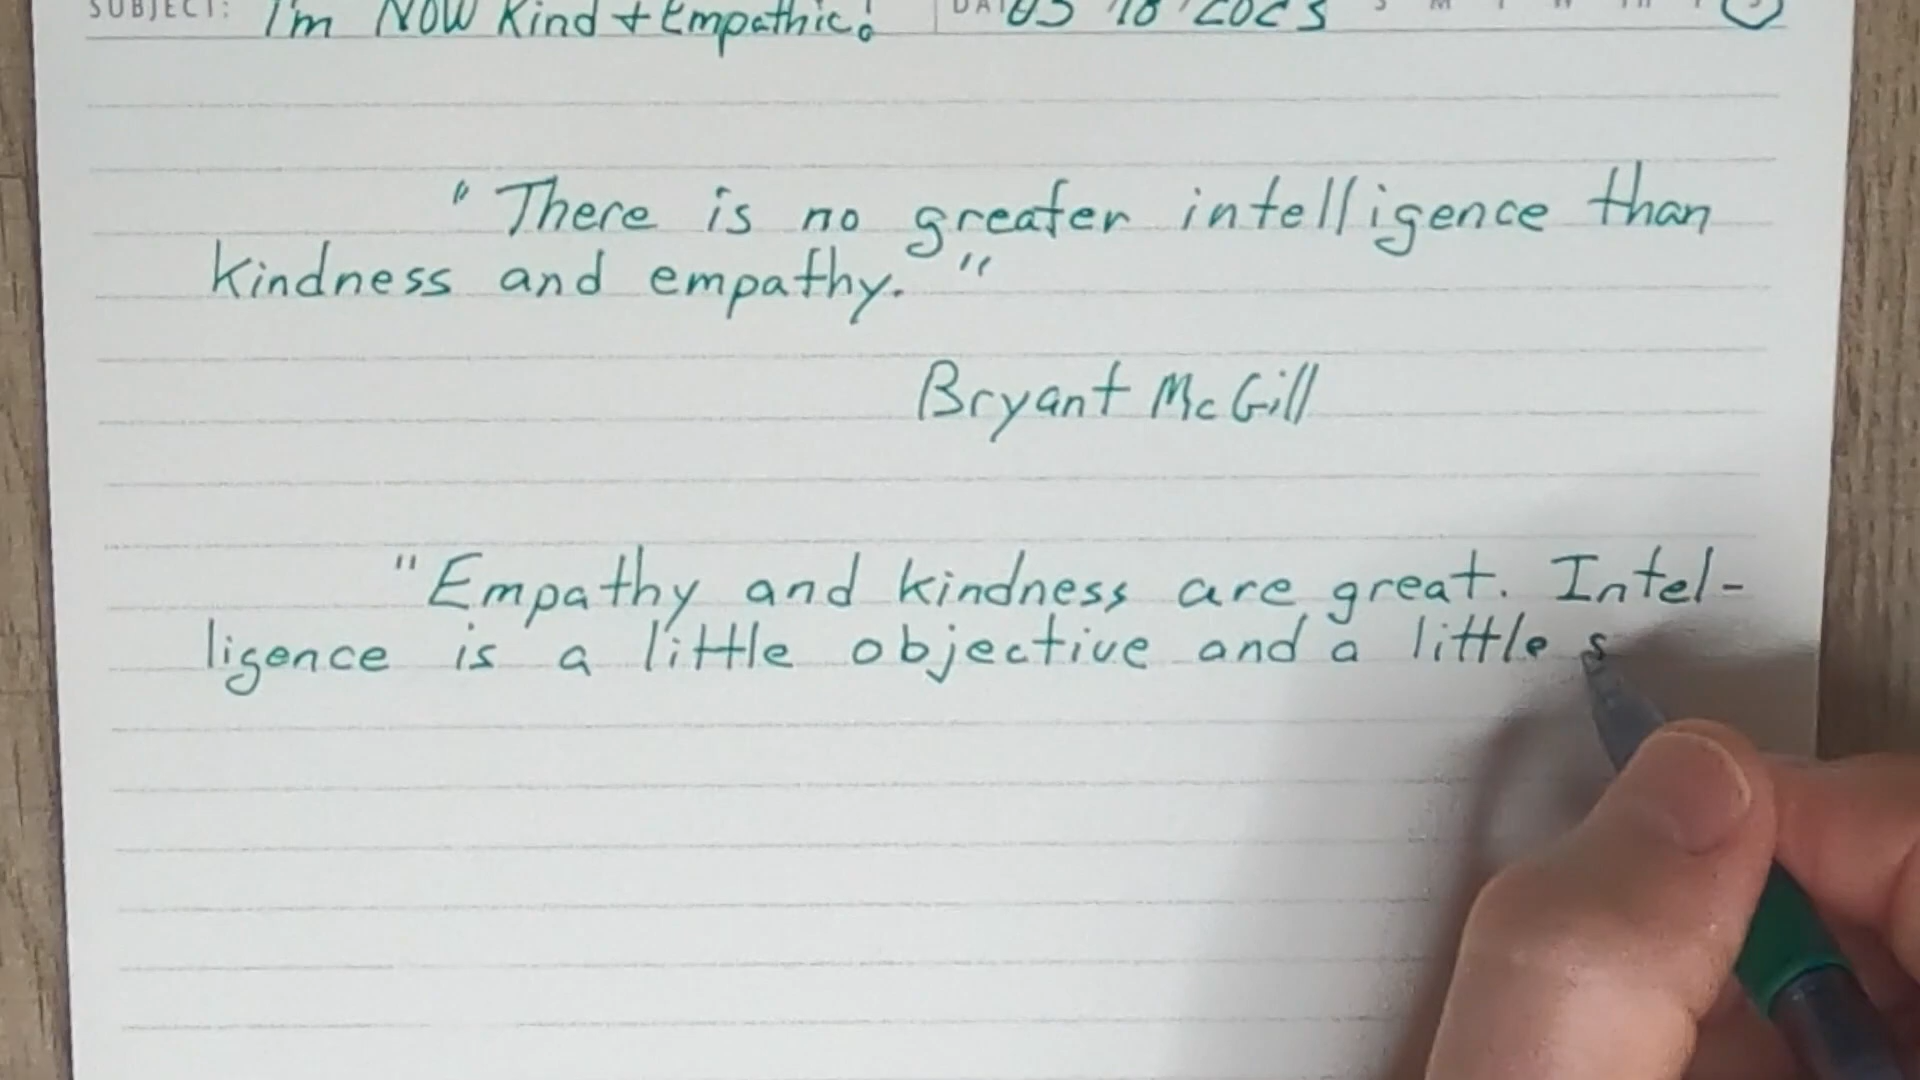 SUBJECT: I'm NOW Kind + Empathic!
"There is no greater intelligence than
kindness and empathy."
Bryant McGill
"Empathy and kindness are great. Intel-
ligence is a little objective and a little s